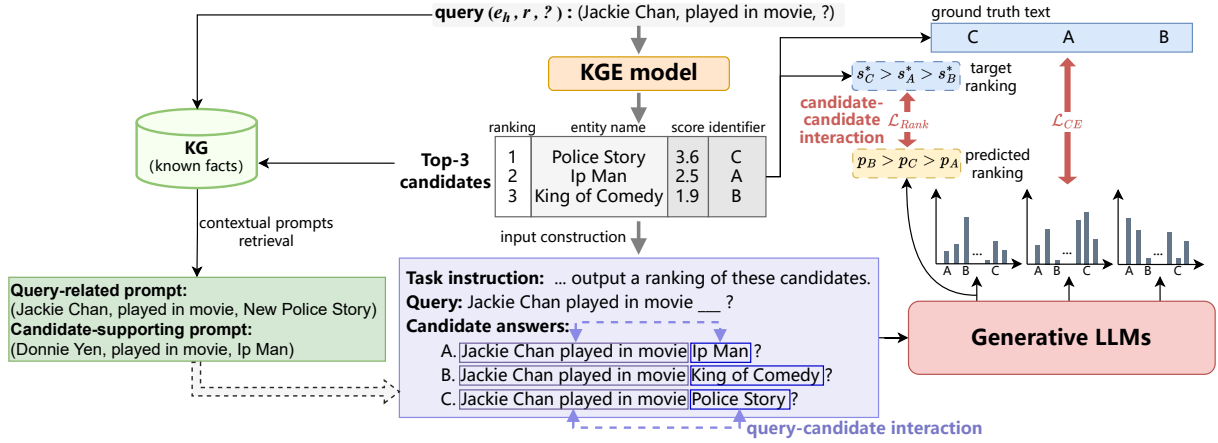 query(e_h, r, ?) : (Jackie Chan, played in movie, ?)
KGE model
ranking entity name score identifier
Top-3 candidates
1 Police Story 3.6 C
2 Ip Man 2.5 A
3 King of Comedy 1.9 B
KG
(known facts)
contextual prompts
retrieval
input construction
Query-related prompt:
(Jackie Chan, played in movie, New Police Story)
Candidate-supporting prompt:
(Donnie Yen, played in movie, Ip Man)
Task instruction: ... output a ranking of these candidates.
Query: Jackie Chan played in movie ___ ?
Candidate answers:
A. Jackie Chan played in movie Ip Man ?
B. Jackie Chan played in movie King of Comedy ?
C. Jackie Chan played in movie Police Story ?
query-candidate interaction
ground truth text
C A B
s*_C > s*_A > s*_B
target
ranking
candidate-
candidate
interaction
L_Rank
L_CE
p_B > p_C > p_A
predicted
ranking
... ... ...
A B C A B C A B C
Generative LLMs